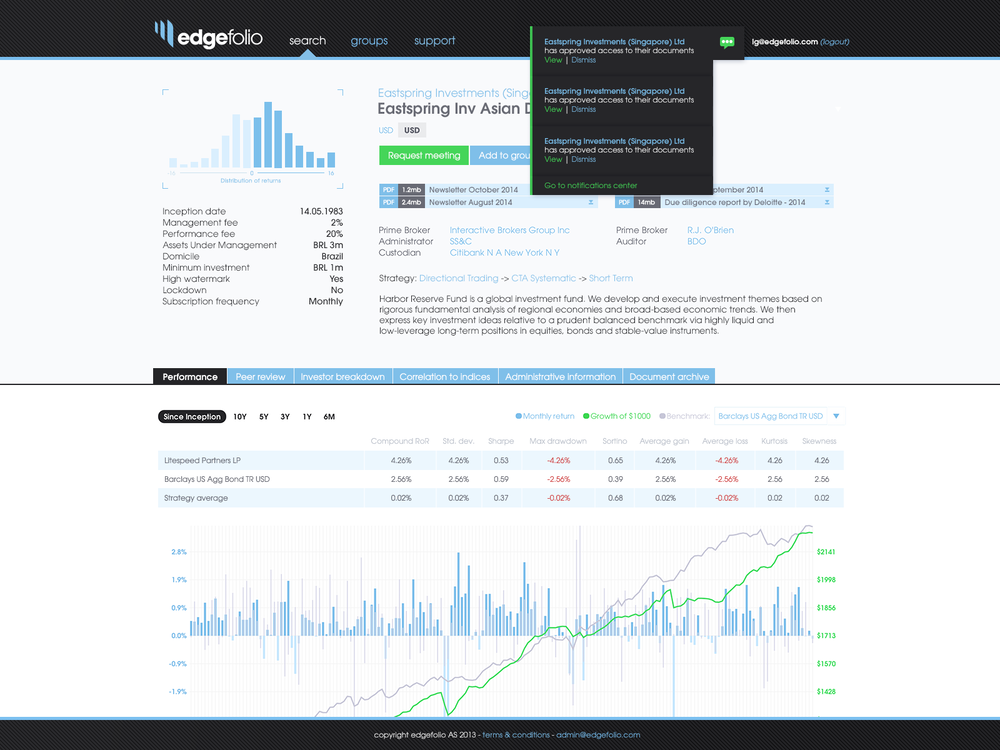 edgefolio
search groups support
lg@edgefolio.com (logout)
Eastspring Investments (Singapore) Ltd
has approved access to their documents
View | Dismiss
Eastspring Investments (Singapore) Ltd
has approved access to their documents
View | Dismiss
Eastspring Investments (Singapore) Ltd
has approved access to their documents
View | Dismiss
Go to notifications center
-16 0 16
Distribution of returns
Inception date 14.05.1983
Management fee 2%
Performance fee 20%
Assets Under Management BRL 3m
Domicile Brazil
Minimum investment BRL 1m
High watermark Yes
Lockdown No
Subscription frequency Monthly
Eastspring Investments (Sing
Eastspring Inv Asian D
USD USD
Request meeting Add to grou
PDF 1.2mb Newsletter October 2014
PDF 2.4mb Newsletter August 2014
eptember 2014
PDF 14mb Due diligence report by Deloitte - 2014
Prime Broker Interactive Brokers Group Inc
Administrator SS&C
Custodian Citibank N A New York N Y
Prime Broker R.J. O'Brien
Auditor BDO
Strategy: Directional Trading -> CTA Systematic -> Short Term
Harbor Reserve Fund is a global investment fund. We develop and execute investment themes based on
rigorous fundamental analysis of regional economies and broad-based economic trends. We then
express key investment ideas relative to a prudent balanced benchmark via highly liquid and
low-leverage long-term positions in equities, bonds and stable-value instruments.
Performance Peer review Investor breakdown Correlation to indices Administrative information Document archive
Since inception 10Y 5Y 3Y 1Y 6M
Monthly return Growth of $1000 Benchmark: Barclays US Agg Bond TR USD
Compound RoR Std. dev. Sharpe Max drawdown Sortino Average gain Average loss Kurtosis Skewness
Litespeed Partners LP 4.26% 4.26% 0.53 -4.26% 0.65 4.26% -4.26% 4.26 4.26
Barclays US Agg Bond TR USD 2.56% 2.56% 0.59 -2.56% 0.39 2.56% -2.56% 2.56 2.56
Strategy average 0.02% 0.02% 0.37 -0.02% 0.68 0.02% -0.02% 0.02 0.02
2.8% $2141
1.9% $1998
0.9% $1856
0.0% $1713
-0.9% $1570
-1.9% $1428
copyright edgefolio AS 2013 - terms & conditions - admin@edgefolio.com